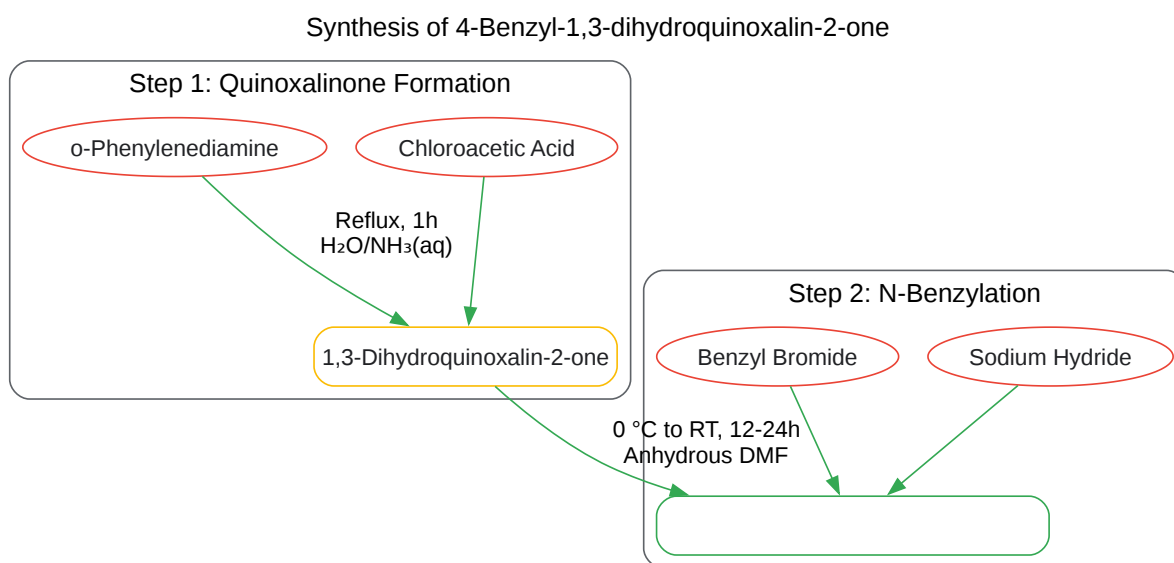 Synthesis of 4-Benzyl-1,3-dihydroquinoxalin-2-one
Step 1: Quinoxalinone Formation
o-Phenylenediamine
Chloroacetic Acid
Reflux, 1h
H₂O/NH₃(aq)
1,3-Dihydroquinoxalin-2-one
Step 2: N-Benzylation
Benzyl Bromide
Sodium Hydride
0 °C to RT, 12-24h
Anhydrous DMF